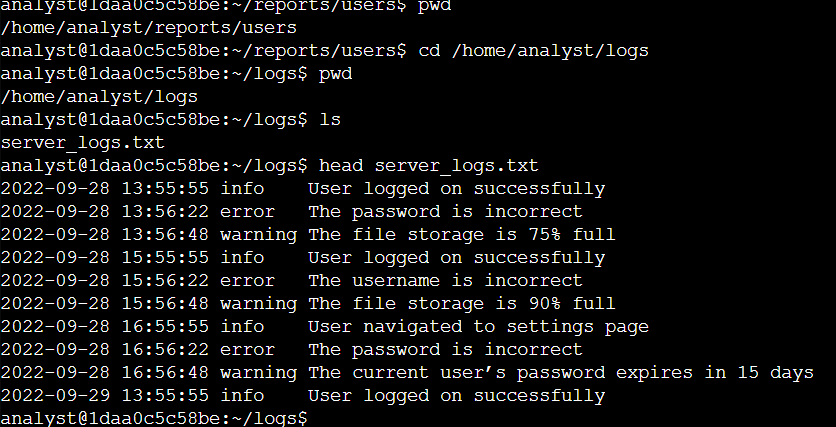 analyst@1daa0c5c58be:~/reports/users$ pwd
/home/analyst/reports/users
analyst@1daa0c5c58be:~/reports/users$ cd /home/analyst/logs
analyst@1daa0c5c58be:~/logs$ pwd
/home/analyst/logs
analyst@1daa0c5c58be:~/logs$ ls
server_logs.txt
analyst@1daa0c5c58be:~/logs$ head server_logs.txt
2022-09-28 13:55:55 info    User logged on successfully
2022-09-28 13:56:22 error   The password is incorrect
2022-09-28 13:56:48 warning The file storage is 75% full
2022-09-28 15:55:55 info    User logged on successfully
2022-09-28 15:56:22 error   The username is incorrect
2022-09-28 15:56:48 warning The file storage is 90% full
2022-09-28 16:55:55 info    User navigated to settings page
2022-09-28 16:56:22 error   The password is incorrect
2022-09-28 16:56:48 warning The current user’s password expires in 15 days
2022-09-29 13:55:55 info    User logged on successfully
analyst@1daa0c5c58be:~/logs$